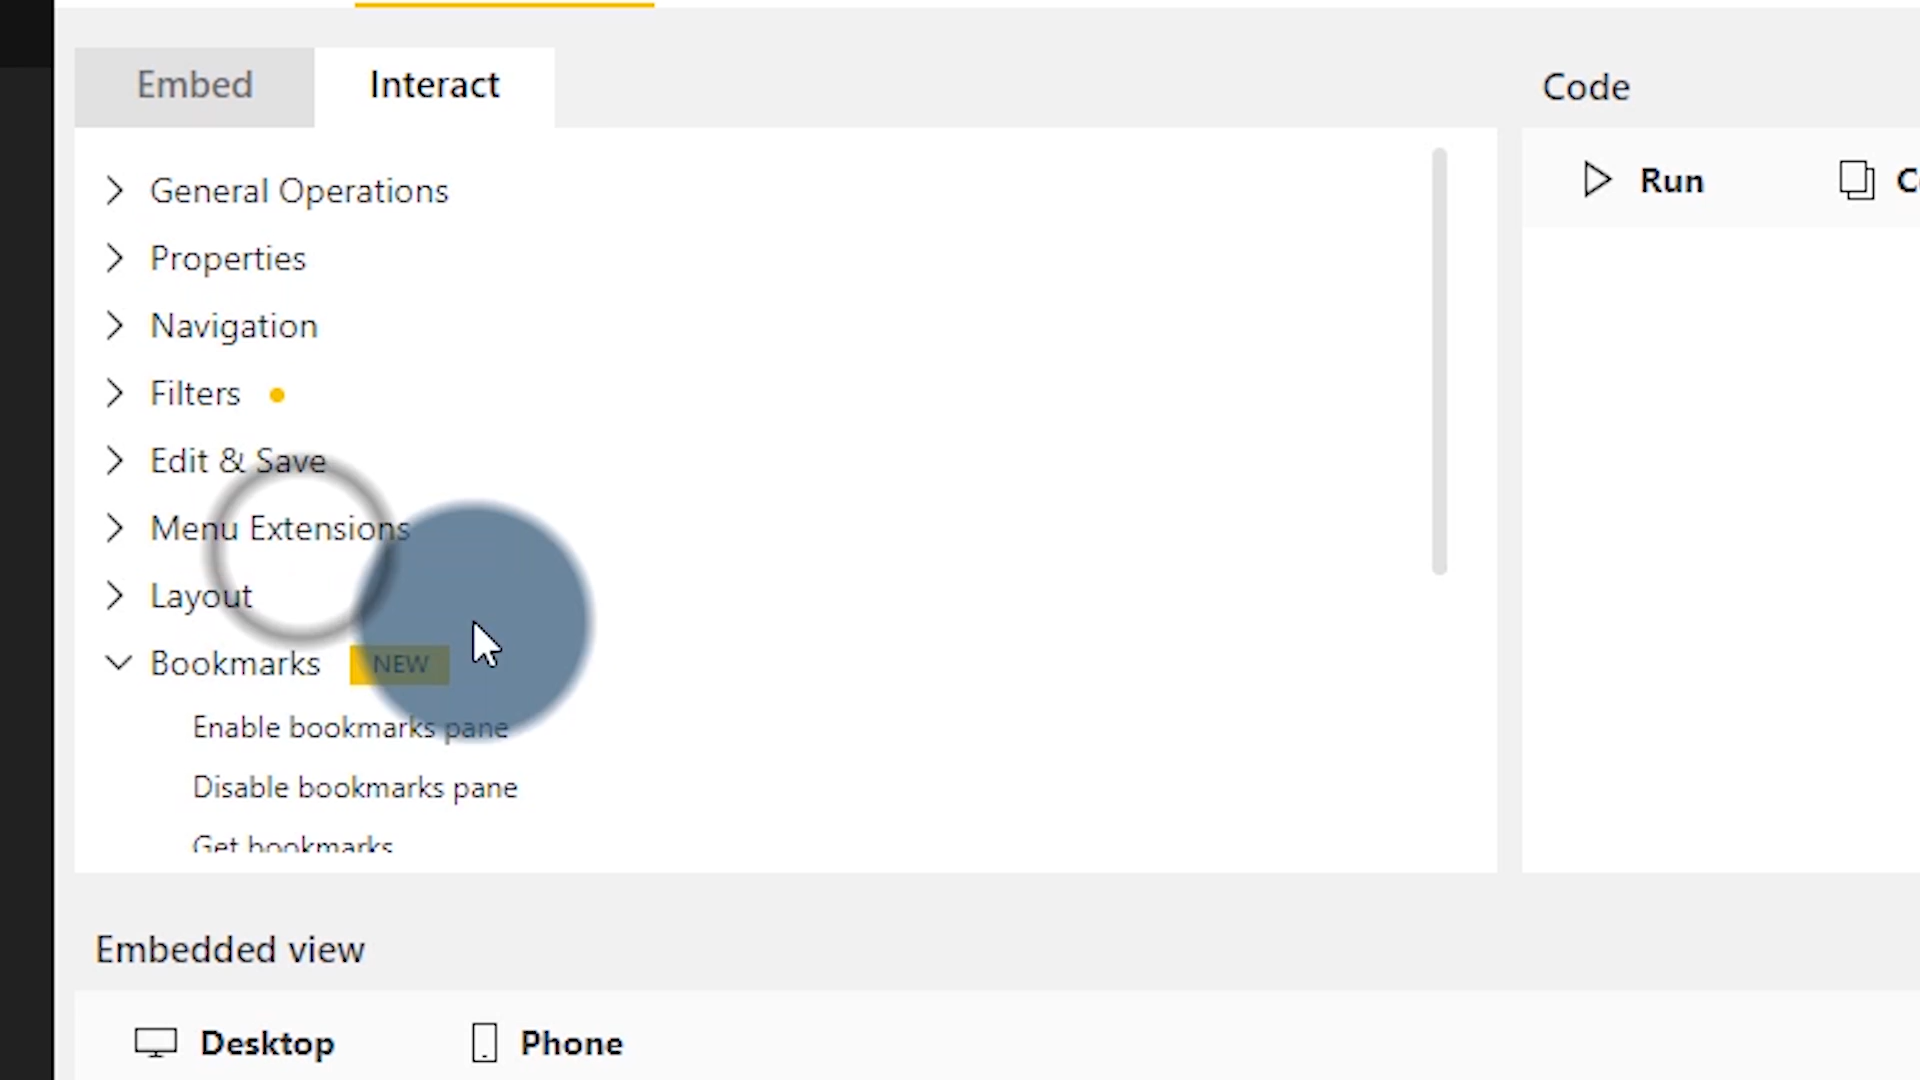 Embed
Interact
Code
General Operations
Properties
Navigation
Filters
Edit & Save
Menu Extensions
Layout
Bookmarks NEW
Enable bookmarks pane
Disable bookmarks pane
Get bookmarks
Run
Embedded view
Desktop
Phone